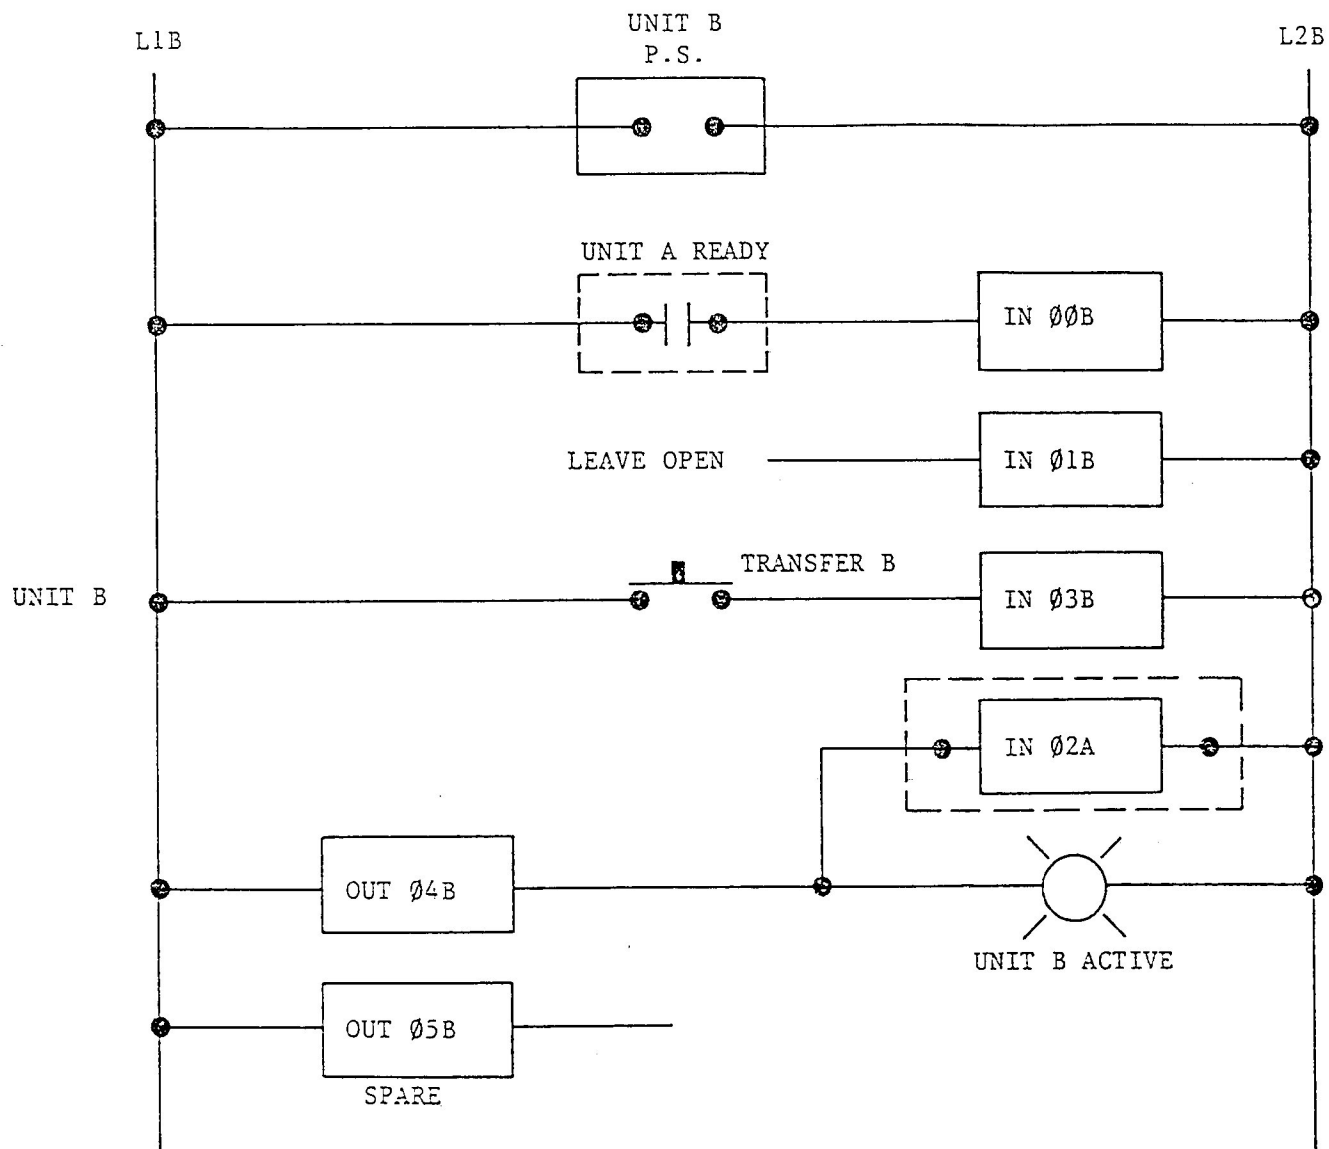 UNIT B
P.S.
L1B
L2B
UNIT A READY
IN ØØB
LEAVE OPEN
IN Ø1B
TRANSFER B
UNIT B
IN Ø3B
IN Ø2A
OUT Ø4B
UNIT B ACTIVE
OUT Ø5B
SPARE